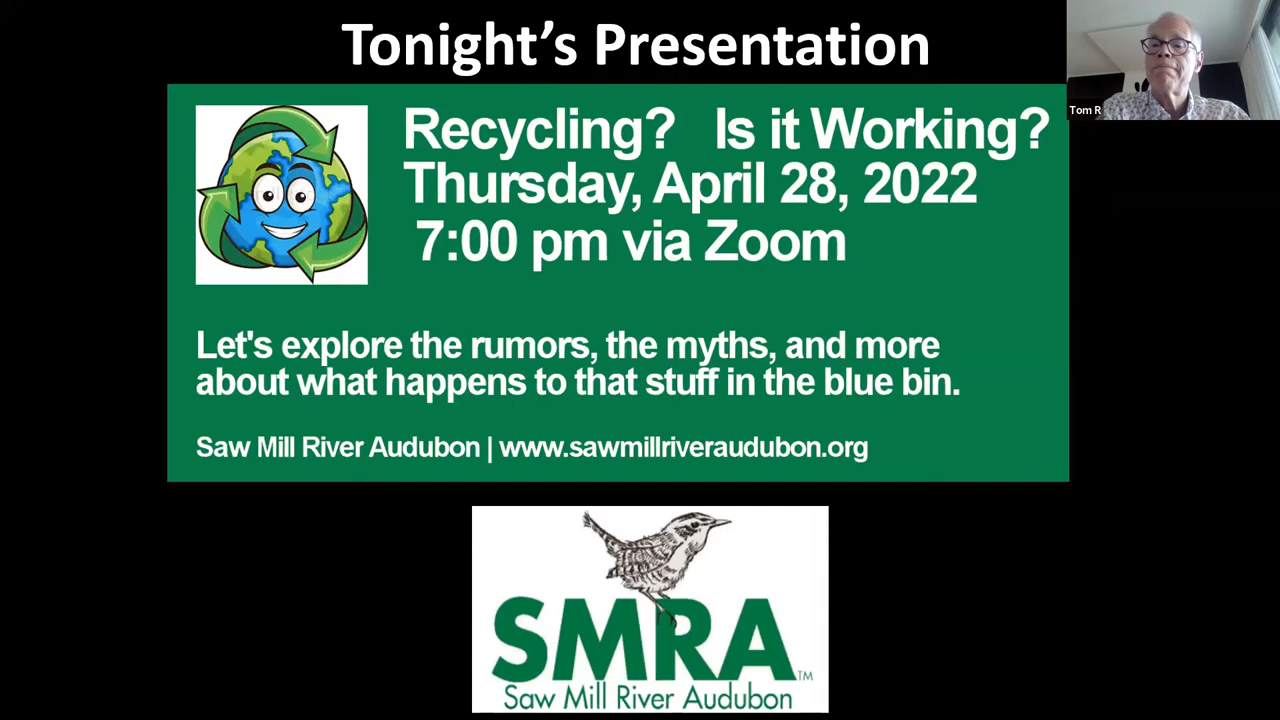 Tonight’s Presentation
Tom R
Recycling? Is it Working?
Thursday, April 28, 2022
7:00 pm via Zoom
Let's explore the rumors, the myths, and more
about what happens to that stuff in the blue bin.
Saw Mill River Audubon | www.sawmillriveraudubon.org
SMRA™
Saw Mill River Audubon